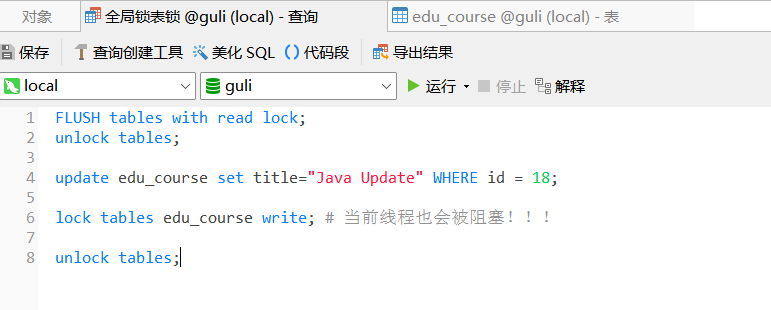 对象 全局锁表锁 @guli (local) - 查询 edu_course @guli (local) - 表
保存 查询创建工具 美化 SQL () 代码段 导出结果
local guli 运行 停止 解释
1 FLUSH tables with read lock;
2 unlock tables;
3
4 update edu_course set title="Java Update" WHERE id = 18;
5
6 lock tables edu_course write; # 当前线程也会被阻塞！！！
7
8 unlock tables;